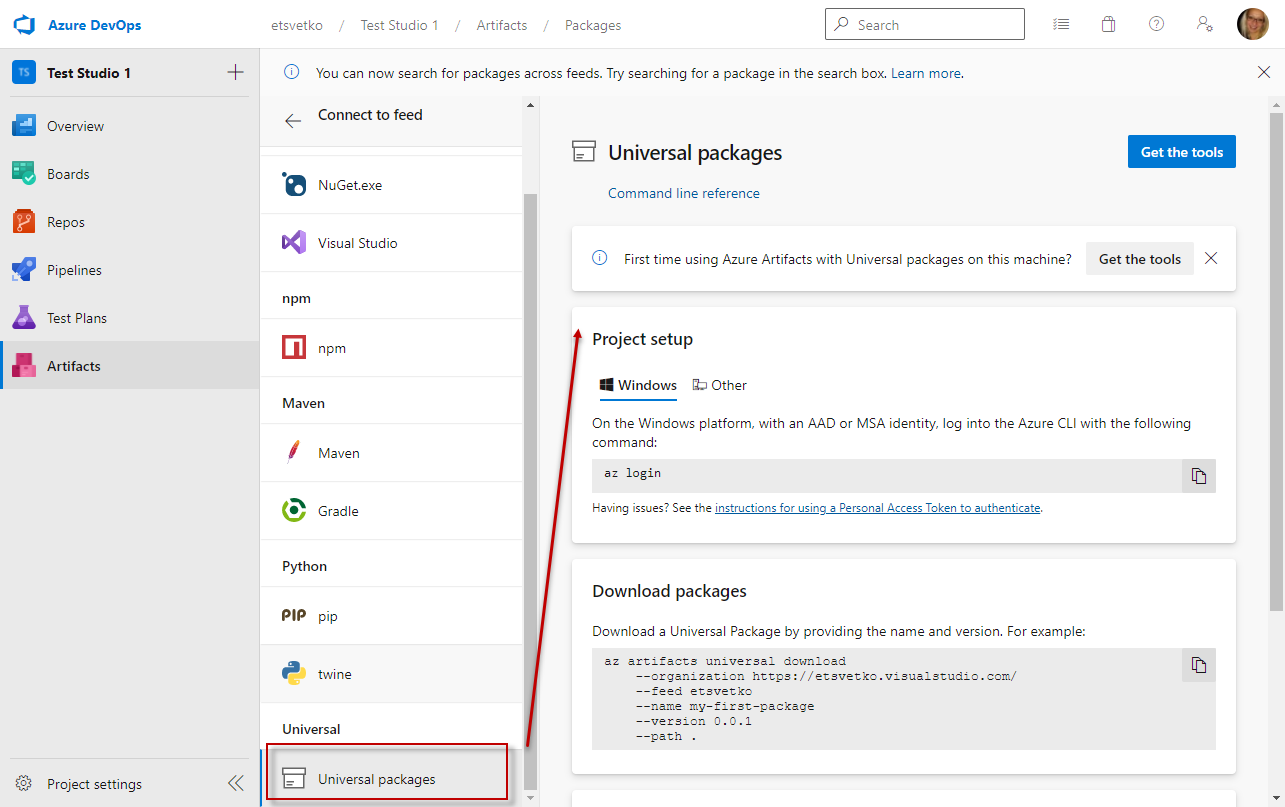 Azure DevOps
etsvetko / Test Studio 1 / Artifacts / Packages
Search
TS Test Studio 1
Overview
Boards
Repos
Pipelines
Test Plans
Artifacts
Project settings
You can now search for packages across feeds. Try searching for a package in the search box. Learn more.
Connect to feed
NuGet.exe
Visual Studio
npm
npm
Maven
Maven
Gradle
Python
PIP pip
twine
Universal
Universal packages
Universal packages
Get the tools
Command line reference
First time using Azure Artifacts with Universal packages on this machine?
Get the tools
Project setup
Windows
Other
On the Windows platform, with an AAD or MSA identity, log into the Azure CLI with the following
command:
az login
Having issues? See the instructions for using a Personal Access Token to authenticate.
Download packages
Download a Universal Package by providing the name and version. For example:
az artifacts universal download
--organization https://etsvetko.visualstudio.com/
--feed etsvetko
--name my-first-package
--version 0.0.1
--path .